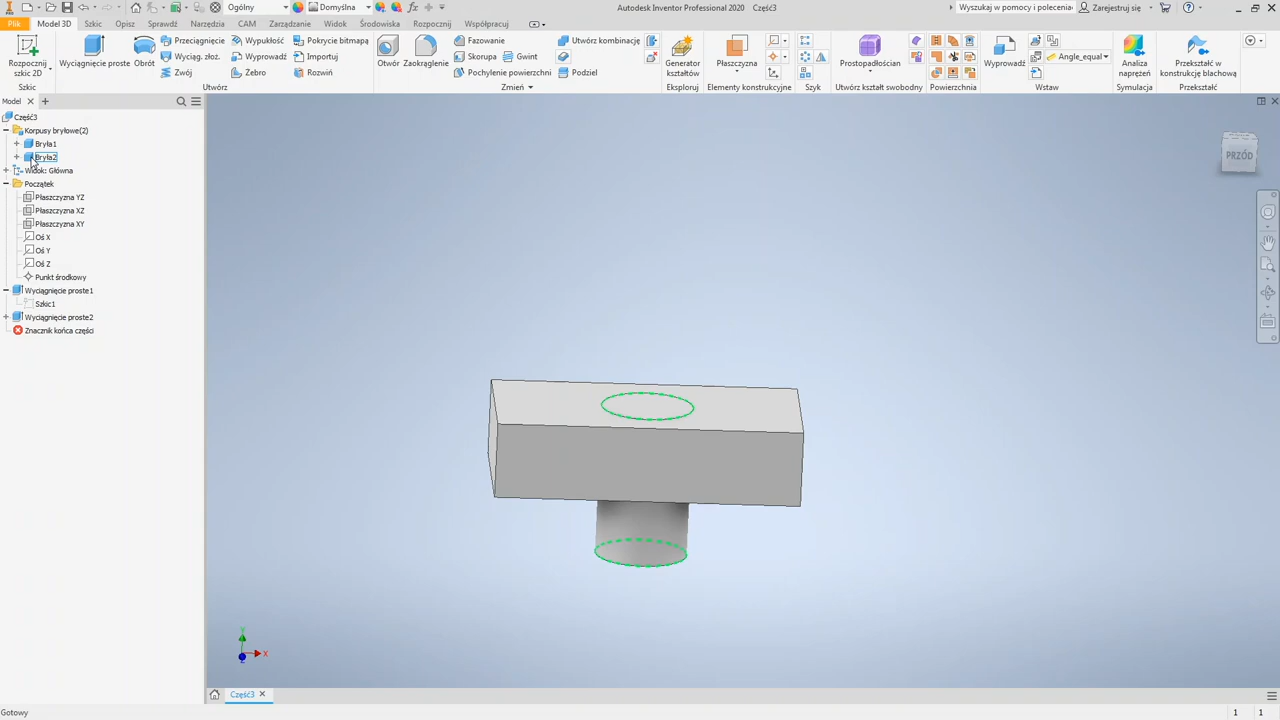 Ogólny Domyślna Autodesk Inventor Professional 2020 Część3 Wyszukaj w pomocy i poleceniach Zarejestruj się
Plik Model 3D Szkic Opisz Sprawdź Narzędzia CAM Zarządzanie Widok Środowiska Rozpocznij Współpracuj
Rozpocznij szkic 2D
Szkic
Wyciągnięcie proste
Obrót
Przeciągnięcie
Wyciąg. złoż.
Zwój
Wypukłość
Wprowadź
Żebro
Pokrycie bitmapą
Importuj
Rozwiń
Utwórz
Otwór
Zaokrąglenie
Fazowanie
Skorupa
Gwint
Pochylenie powierzchni
Utwórz kombinację
Podziel
Zmień
Generator kształtów
Eksploruj
Płaszczyzna
Elementy konstrukcyjne
Szyk
Prostopadłościan
Utwórz kształt swobodny
Powierzchnia
Wyprowadź
Angle_equal
Wstaw
Analiza naprężeń
Symulacja
Przekształć w konstrukcję blachową
Przekształć
Model
Część3
Korpusy bryłowe(2)
Bryła1
Bryła2
Widok: Główna
Początek
Płaszczyzna YZ
Płaszczyzna XZ
Płaszczyzna XY
Oś X
Oś Y
Oś Z
Punkt środkowy
Wyciągnięcie proste1
Szkic1
Wyciągnięcie proste2
Znacznik końca części
PRZÓD
Y
X
Z
Część3
Gotowy 1 1